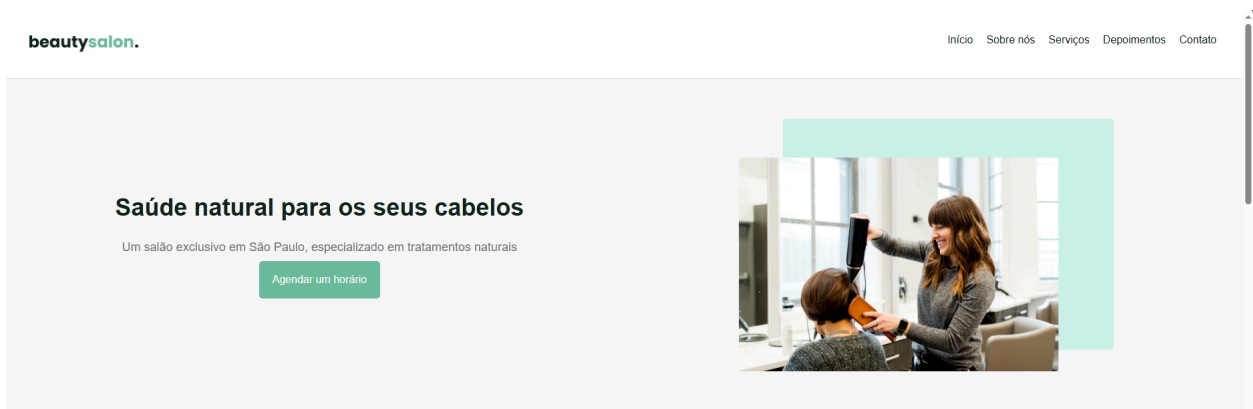 beautysalon.
Início Sobre nós Serviços Depoimentos Contato
Saúde natural para os seus cabelos
Um salão exclusivo em São Paulo, especializado em tratamentos naturais
Agendar um horário